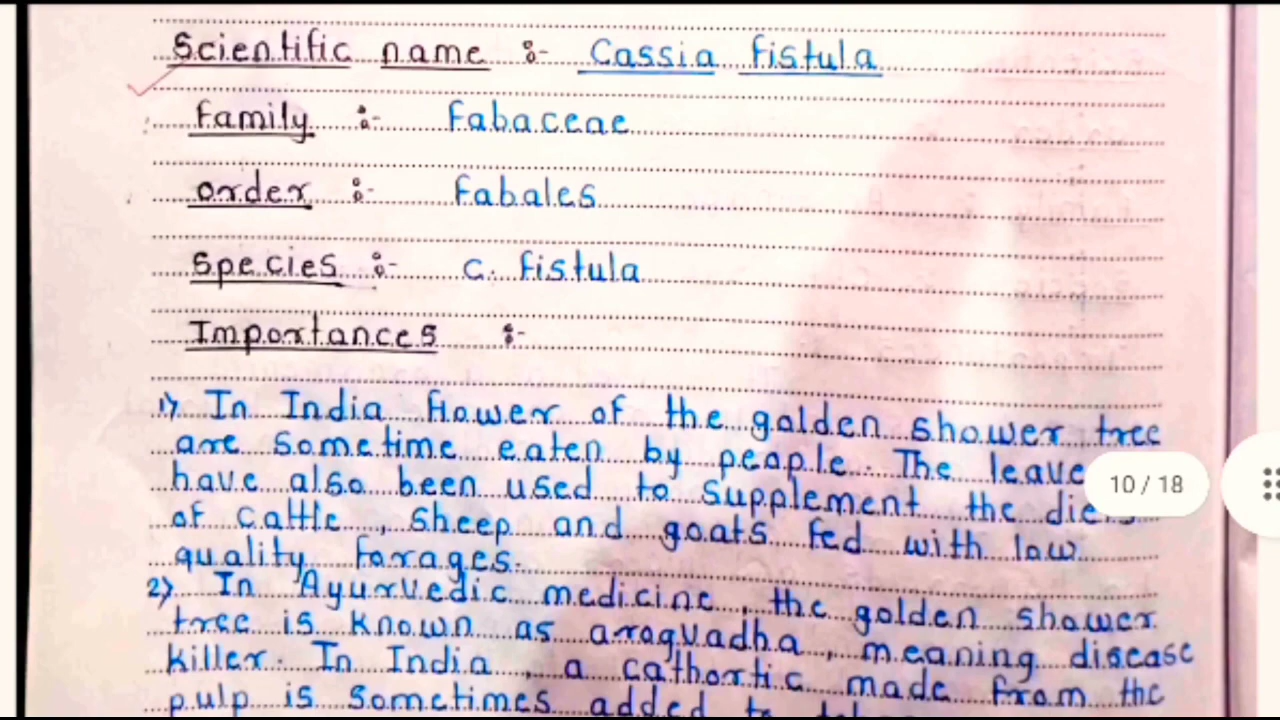 Scientific name :- Cassia fistula
family :- Fabaceae
order :- Fabales
Species :- C. fistula
Importances :-
1) In India flower of the golden shower tree
are sometime eaten by people. The leave
have also been used to supplement the diets
of cattle, sheep and goats fed with low
quality forages.
2) In Ayurvedic medicine, the golden shower
tree is known as aragvadha, meaning disease
killer. In India, a cathortic made from the
pulp is sometimes added to
10 / 18